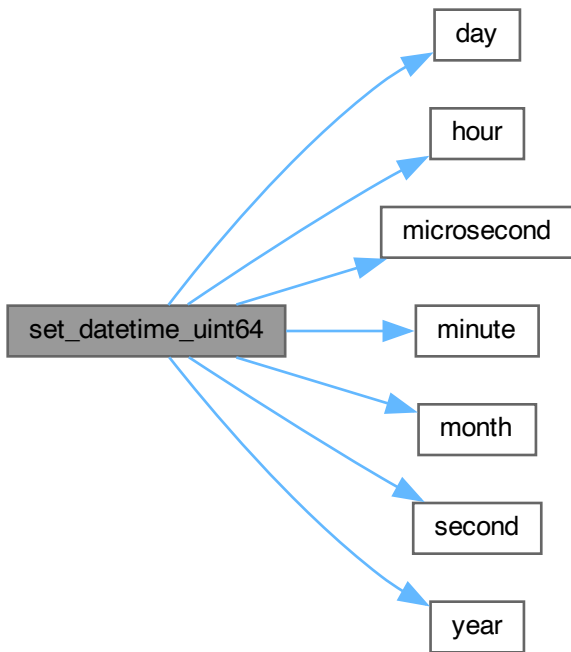 day
hour
microsecond
set_datetime_uint64
minute
month
second
year